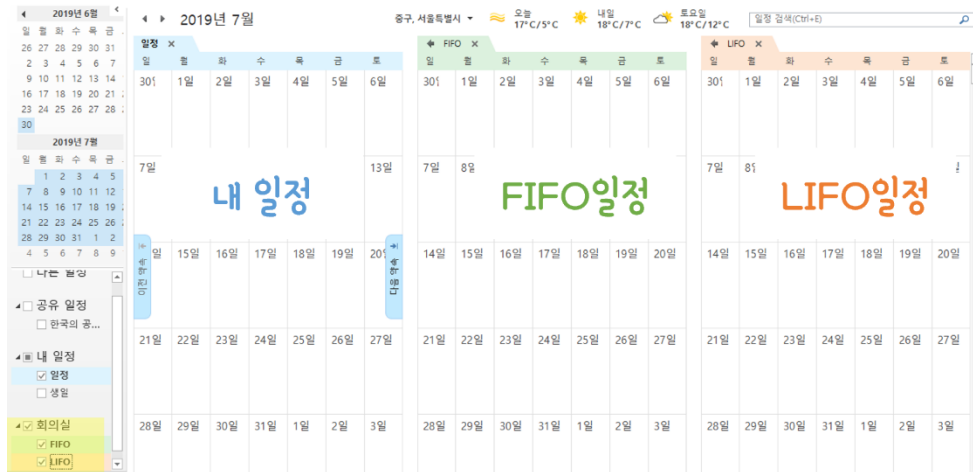 2019년 6월
일 월 화 수 목 금
26 27 28 29 30 31
2 3 4 5 6 7
9 10 11 12 13 14
16 17 18 19 20 21
23 24 25 26 27 28
30
2019년 7월
일 월 화 수 목 금
1 2 3 4 5
7 8 9 10 11 12
14 15 16 17 18 19
21 22 23 24 25 26
28 29 30 31 1 2
4 5 6 7 8 9
다른 일정
공유 일정
한국의 공...
내 일정
일정
생일
회의실
FIFO
LIFO
2019년 7월
중구, 서울특별시
오늘
17°C/5°C
내일
18°C/7°C
토요일
18°C/12°C
일정 검색(Ctrl+E)
일정
일 월 화 수 목 금 토
1일 2일 3일 4일 5일 6일
7일 13일
내 일정
이전 약속
다음 약속
15일 16일 17일 18일 19일
21일 22일 23일 24일 25일 26일 27일
28일 29일 30일 31일 1일 2일 3일
FIFO
일 월 화 수 목 금 토
1일 2일 3일 4일 5일 6일
7일
FIFO일정
14일 15일 16일 17일 18일 19일 20일
21일 22일 23일 24일 25일 26일 27일
28일 29일 30일 31일 1일 2일 3일
LIFO
일 월 화 수 목 금 토
1일 2일 3일 4일 5일 6일
7일
LIFO일정
14일 15일 16일 17일 18일 19일 20일
21일 22일 23일 24일 25일 26일 27일
28일 29일 30일 31일 1일 2일 3일